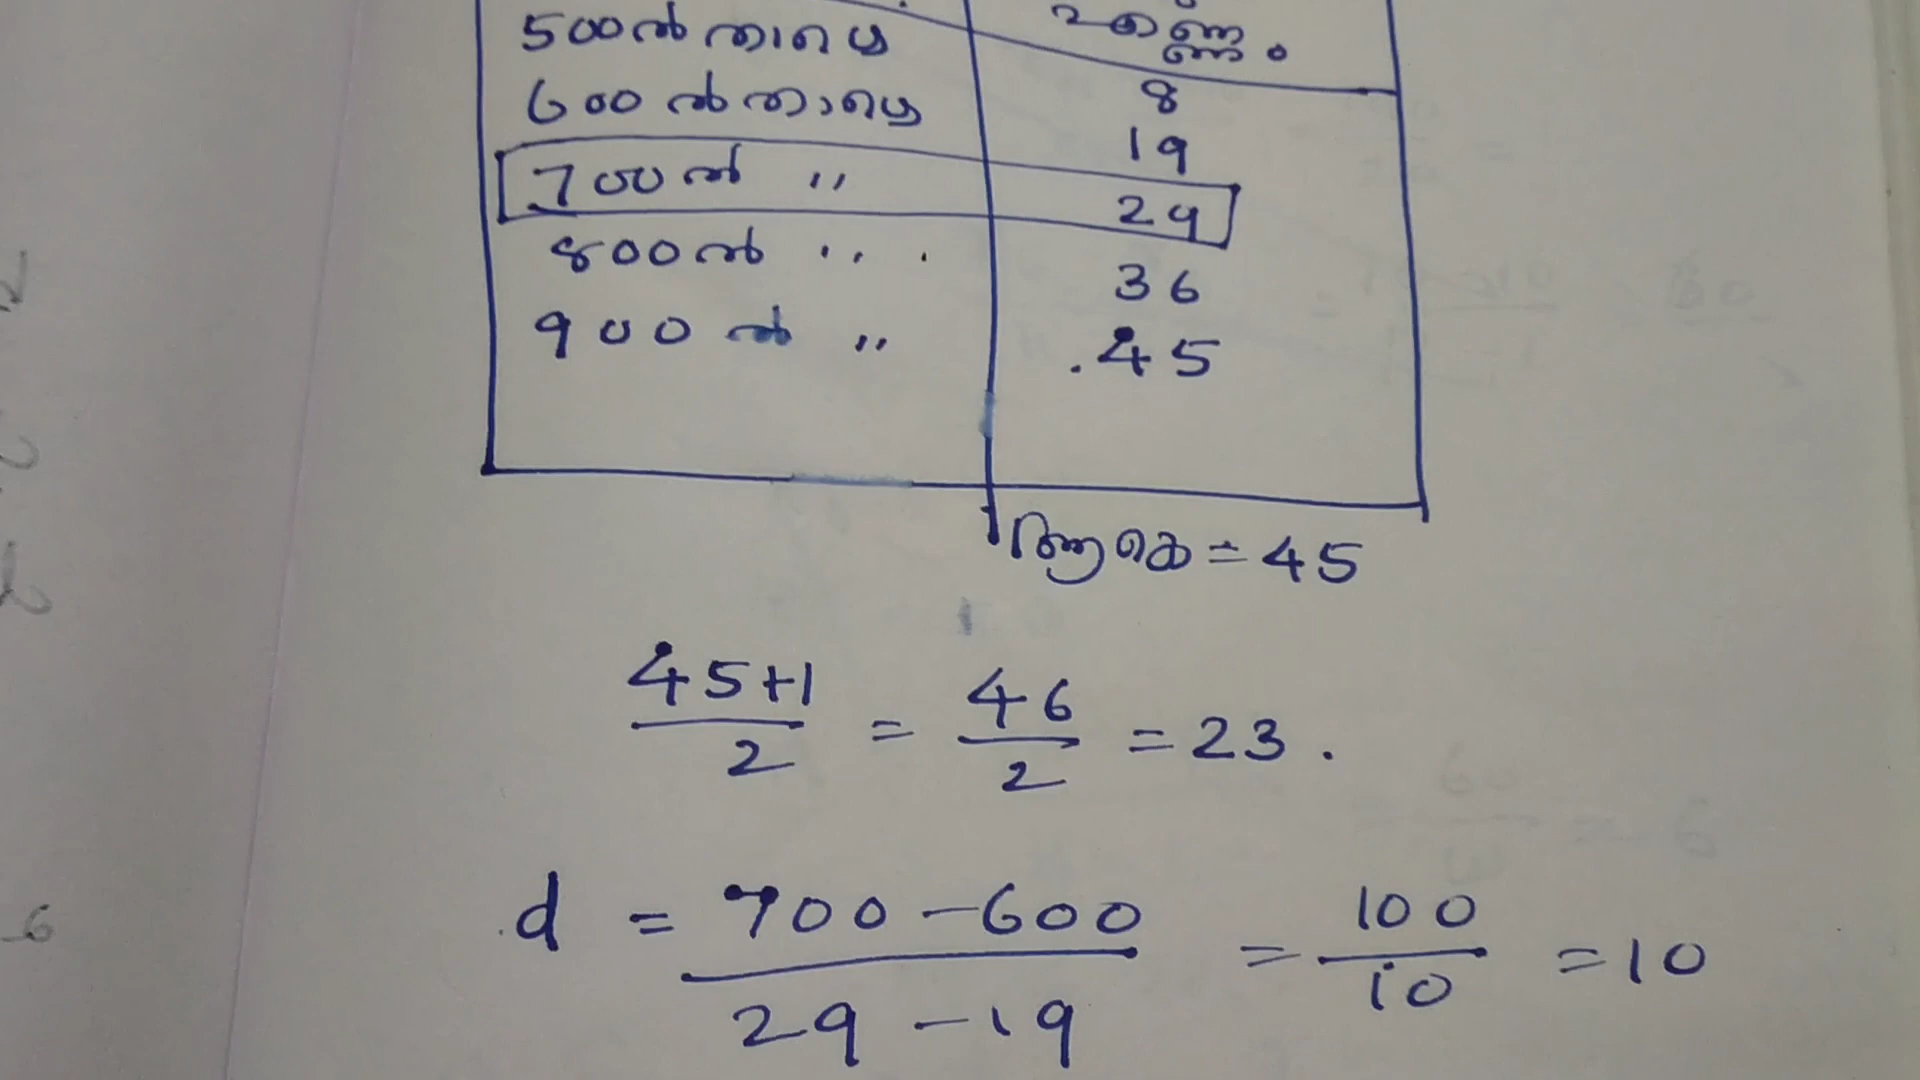 എണ്ണം
500ൽ താഴെ 8
600ൽ താഴെ 19
700ൽ " 29
800ൽ " 36
900ൽ " 45
ആകെ = 45
45+1/2 = 46/2 = 23.
d = 700-600/29-19 = 100/10 = 10